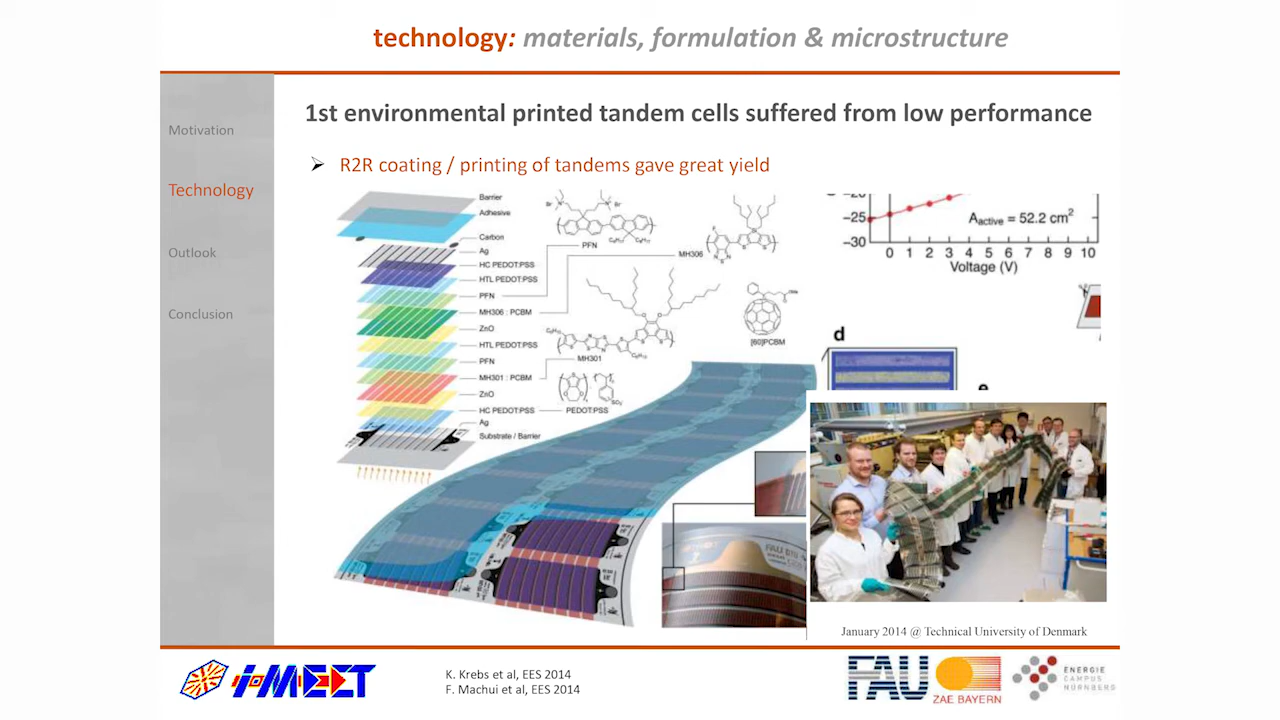 technology: materials, formulation & microstructure
Motivation
Technology
Outlook
Conclusion
1st environmental printed tandem cells suffered from low performance
R2R coating / printing of tandems gave great yield
Barrier
Adhesive
Carbon
Ag
HC PEDOT:PSS
HTL PEDOT:PSS
PFN
MH306 : PCBM
ZnO
HTL PEDOT:PSS
PFN
MH301 : PCBM
ZnO
HC PEDOT:PSS
Ag
Substrate / Barrier
PFN
MH306
MH301
PEDOT:PSS
[60]PCBM
-25
-30
Aactive = 52.2 cm2
0 1 2 3 4 5 6 7 8 9 10
Voltage (V)
d
FAU
January 2014 @ Technical University of Denmark
i-MEET
K. Krebs et al, EES 2014
F. Machui et al, EES 2014
FAU
ZAE BAYERN
ENERGIE
CAMPUS
NÜRNBERG